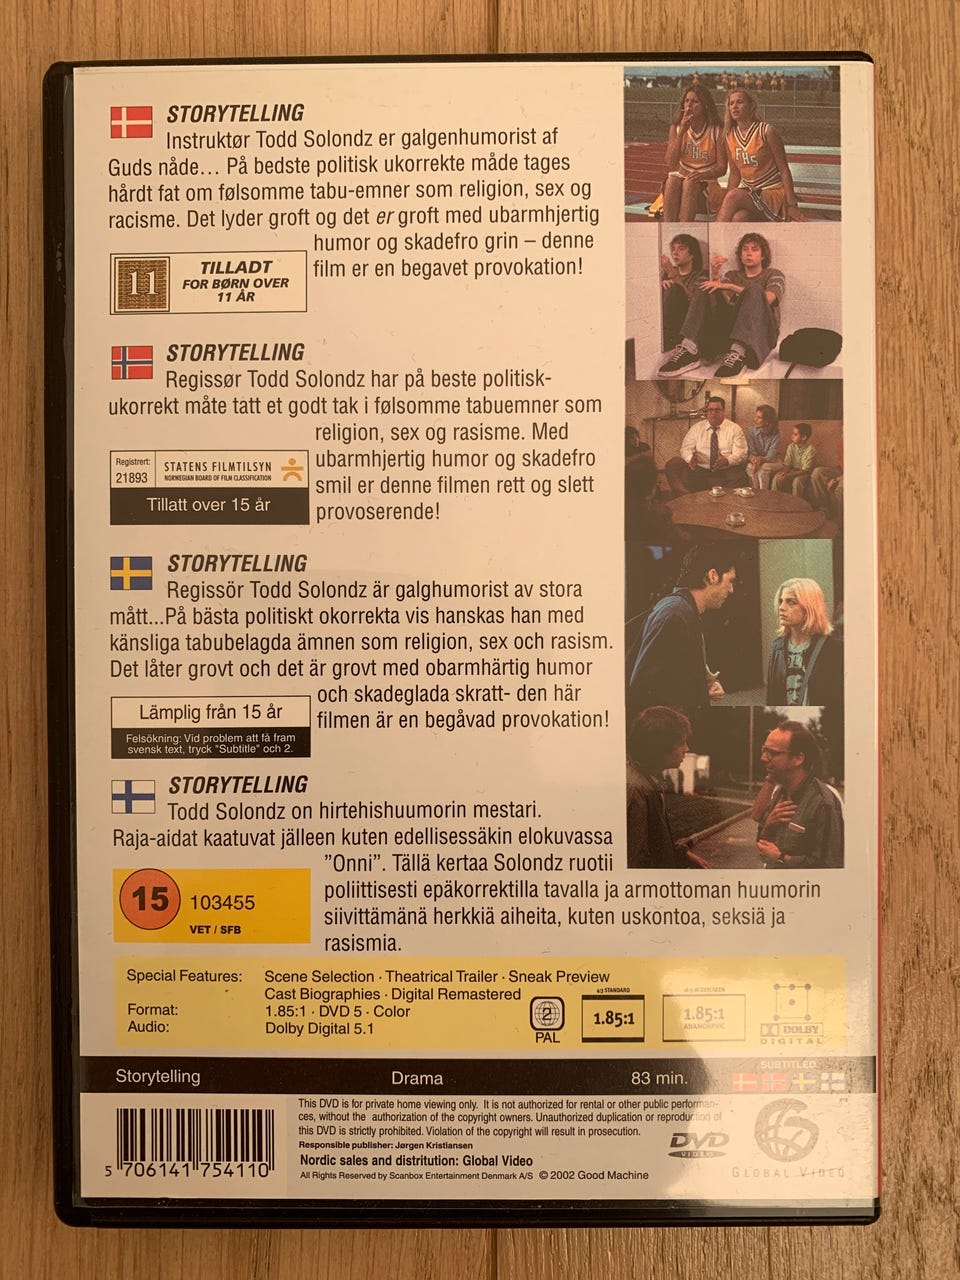 STORYTELLING
Instruktør Todd Solondz er galgenhumorist af
Guds nåde... På bedste politisk ukorrekte måde tages
hårdt fat om følsomme tabu-emner som religion, sex og
racisme. Det lyder groft og det er groft med ubarmhjertig
humor og skadefro grin – denne
film er en begavet provokation!
11
TILLADT
FOR BØRN OVER
11 ÅR
STORYTELLING
Regissør Todd Solondz har på beste politisk-
ukorrekt måte tatt et godt tak i følsomme tabuemner som
religion, sex og rasisme. Med
ubarmhjertig humor og skadefro
smil er denne filmen rett og slett
provoserende!
Registrert:
21893
STATENS FILMTILSYN
NORWEGIAN BOARD OF FILM CLASSIFICATION
Tillatt over 15 år
STORYTELLING
Regissör Todd Solondz är galghumorist av stora
mått...På bästa politiskt okorrekta vis hanskas han med
känsliga tabubelagda ämnen som religion, sex och rasism.
Det låter grovt och det är grovt med obarmhärtig humor
och skadeglada skratt- den här
filmen är en begåvad provokation!
Lämplig från 15 år
Felsökning: Vid problem att få fram
svensk text, tryck "Subtitle" och 2.
STORYTELLING
Todd Solondz on hirtehishuumorin mestari.
Raja-aidat kaatuvat jälleen kuten edellisessäkin elokuvassa
”Onni”. Tällä kertaa Solondz ruotii
poliittisesti epäkorrektilla tavalla ja armottoman huumorin
siivittämänä herkkiä aiheita, kuten uskontoa, seksiä ja
rasismia.
15
103455
VET / SFB
FHS
FHS
Special Features: Scene Selection · Theatrical Trailer · Sneak Preview
Cast Biographies · Digital Remastered
Format: 1.85:1 · DVD 5 · Color
Audio: Dolby Digital 5.1
2
PAL
4:3 STANDARD
1.85:1
16:9 WIDESCREEN
1.85:1
ANAMORPHIC
DOLBY
DIGITAL
Storytelling Drama 83 min.
SUBTITLED
5 706141 754110
This DVD is for private home viewing only. It is not authorized for rental or other public performan-
ces, without the authorization of the copyright owners. Unauthorized duplication or reproduction of
this DVD is strictly prohibited. Violation of the copyright will result in prosecution.
Responsible publisher: Jørgen Kristiansen
Nordic sales and distrition: Global Video
All Rights Reserved by Scanbox Entertainment Denmark A/S © 2002 Good Machine
DVD
VIDEO
GLOBAL VIDEO